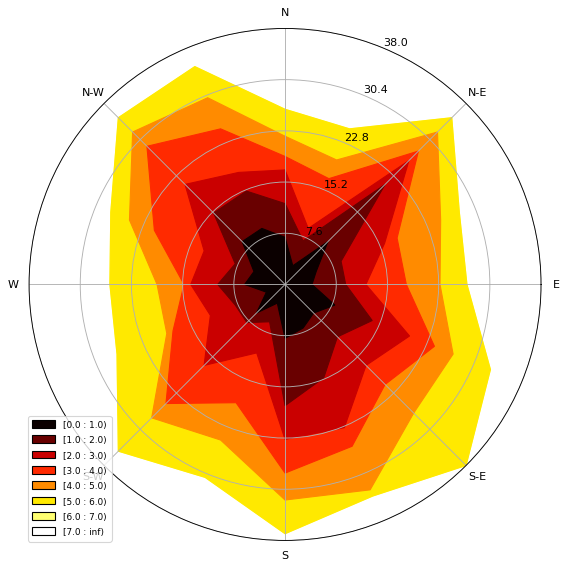 N
38.0
N-W
30.4
N-E
22.8
15.2
7.6
W
E
[0.0 : 1.0)
[1.0 : 2.0)
[2.0 : 3.0)
[3.0 : 4.0)
[4.0 : 5.0)
[5.0 : 6.0)
[6.0 : 7.0)
[7.0 : inf)
S-W
S-E
S